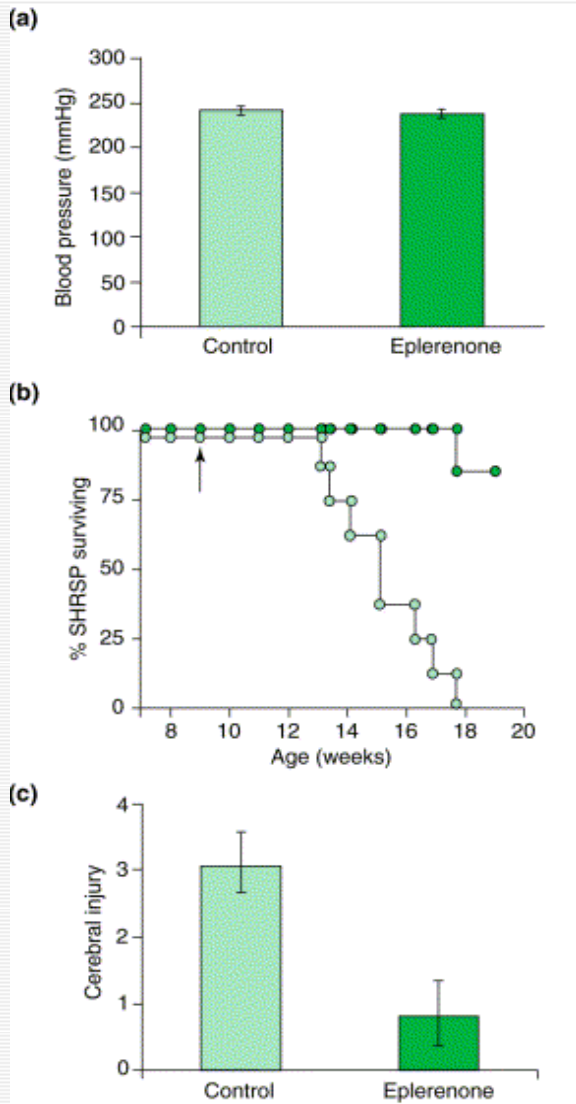 (a)
Blood pressure (mmHg)
300
250
200
150
100
50
0
Control Eplerenone
(b)
% SHRSP surviving
100
75
50
25
0
8 10 12 14 16 18 20
Age (weeks)
(c)
Cerebral injury
4
3
2
1
0
Control Eplerenone